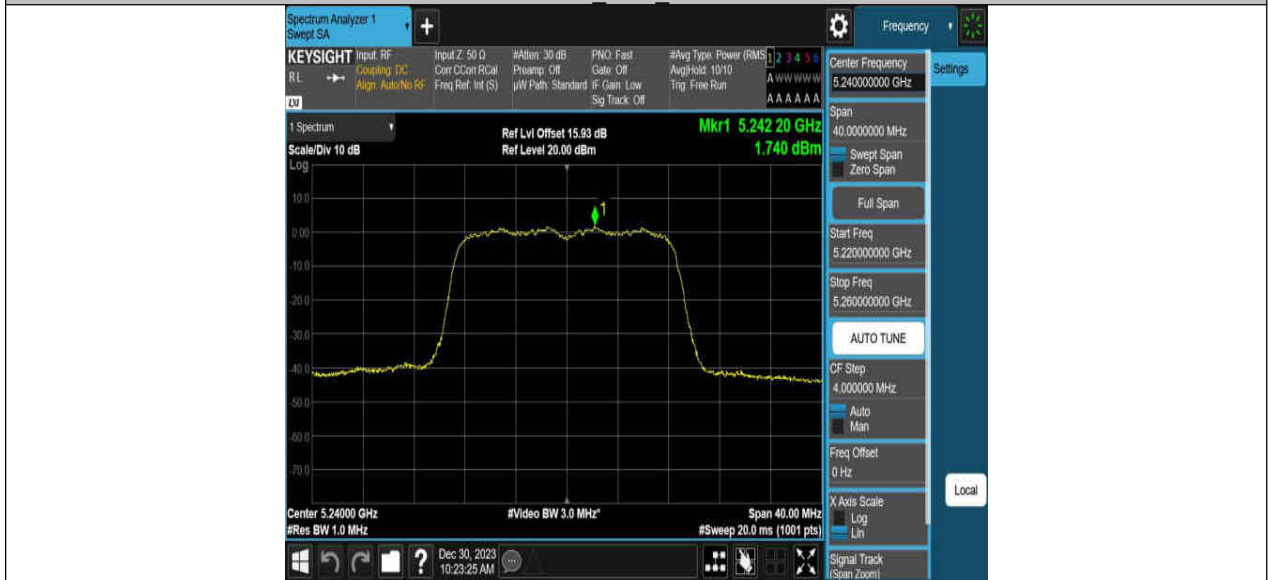 Spectrum Analyzer 1
Swept SA
+
Frequency
KEYSIGHT
RL
LXI
Input: RF
Coupling: DC
Align: Auto/No RF
Input Z: 50 Ω
Corr CCorr RCal
Freq Ref: Int (S)
#Atten: 30 dB
Preamp: Off
µW Path: Standard
PNO: Fast
Gate: Off
IF Gain: Low
Sig Track: Off
#Avg Type: Power (RMS
Avg|Hold: 10/10
Trig: Free Run
1 2 3 4 5 6
A W W W W W
A A A A A A
1 Spectrum
Scale/Div 10 dB
Log
Ref Lvl Offset 15.93 dB
Ref Level 20.00 dBm
Mkr1 5.242 20 GHz
1.740 dBm
1
10.0
0.00
-10.0
-20.0
-30.0
-40.0
-50.0
-60.0
-70.0
Center 5.24000 GHz
#Res BW 1.0 MHz
#Video BW 3.0 MHz*
Span 40.00 MHz
#Sweep 20.0 ms (1001 pts)
Dec 30, 2023
10:23:25 AM
?
Center Frequency
5.240000000 GHz
Span
40.0000000 MHz
Swept Span
Zero Span
Full Span
Start Freq
5.220000000 GHz
Stop Freq
5.260000000 GHz
AUTO TUNE
CF Step
4.000000 MHz
Auto
Man
Freq Offset
0 Hz
X Axis Scale
Log
Lin
Signal Track
(Span Zoom)
Settings
Local